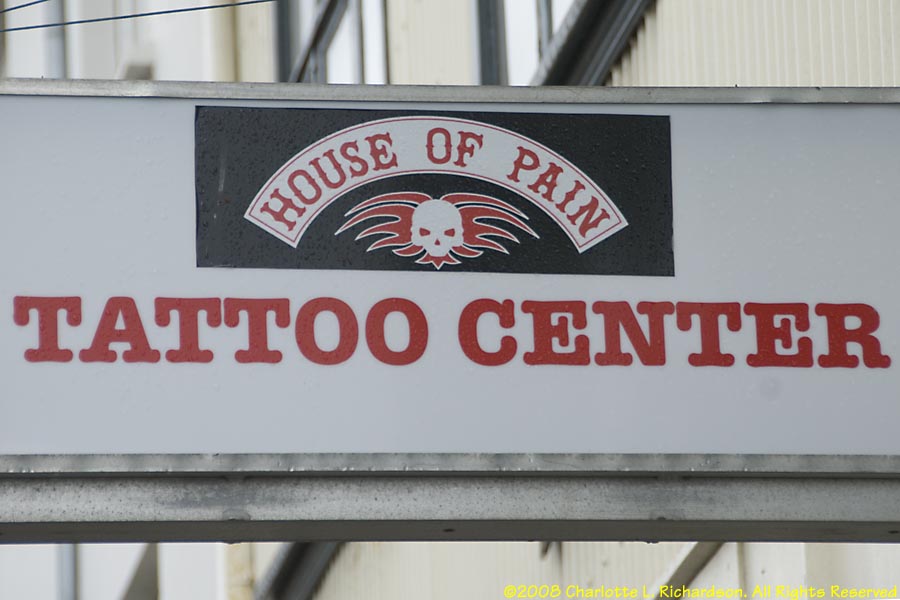 HOUSE OF PAIN
TATTOO CENTER
©2008 Charlotte L. Richardson. All Rights Reserved